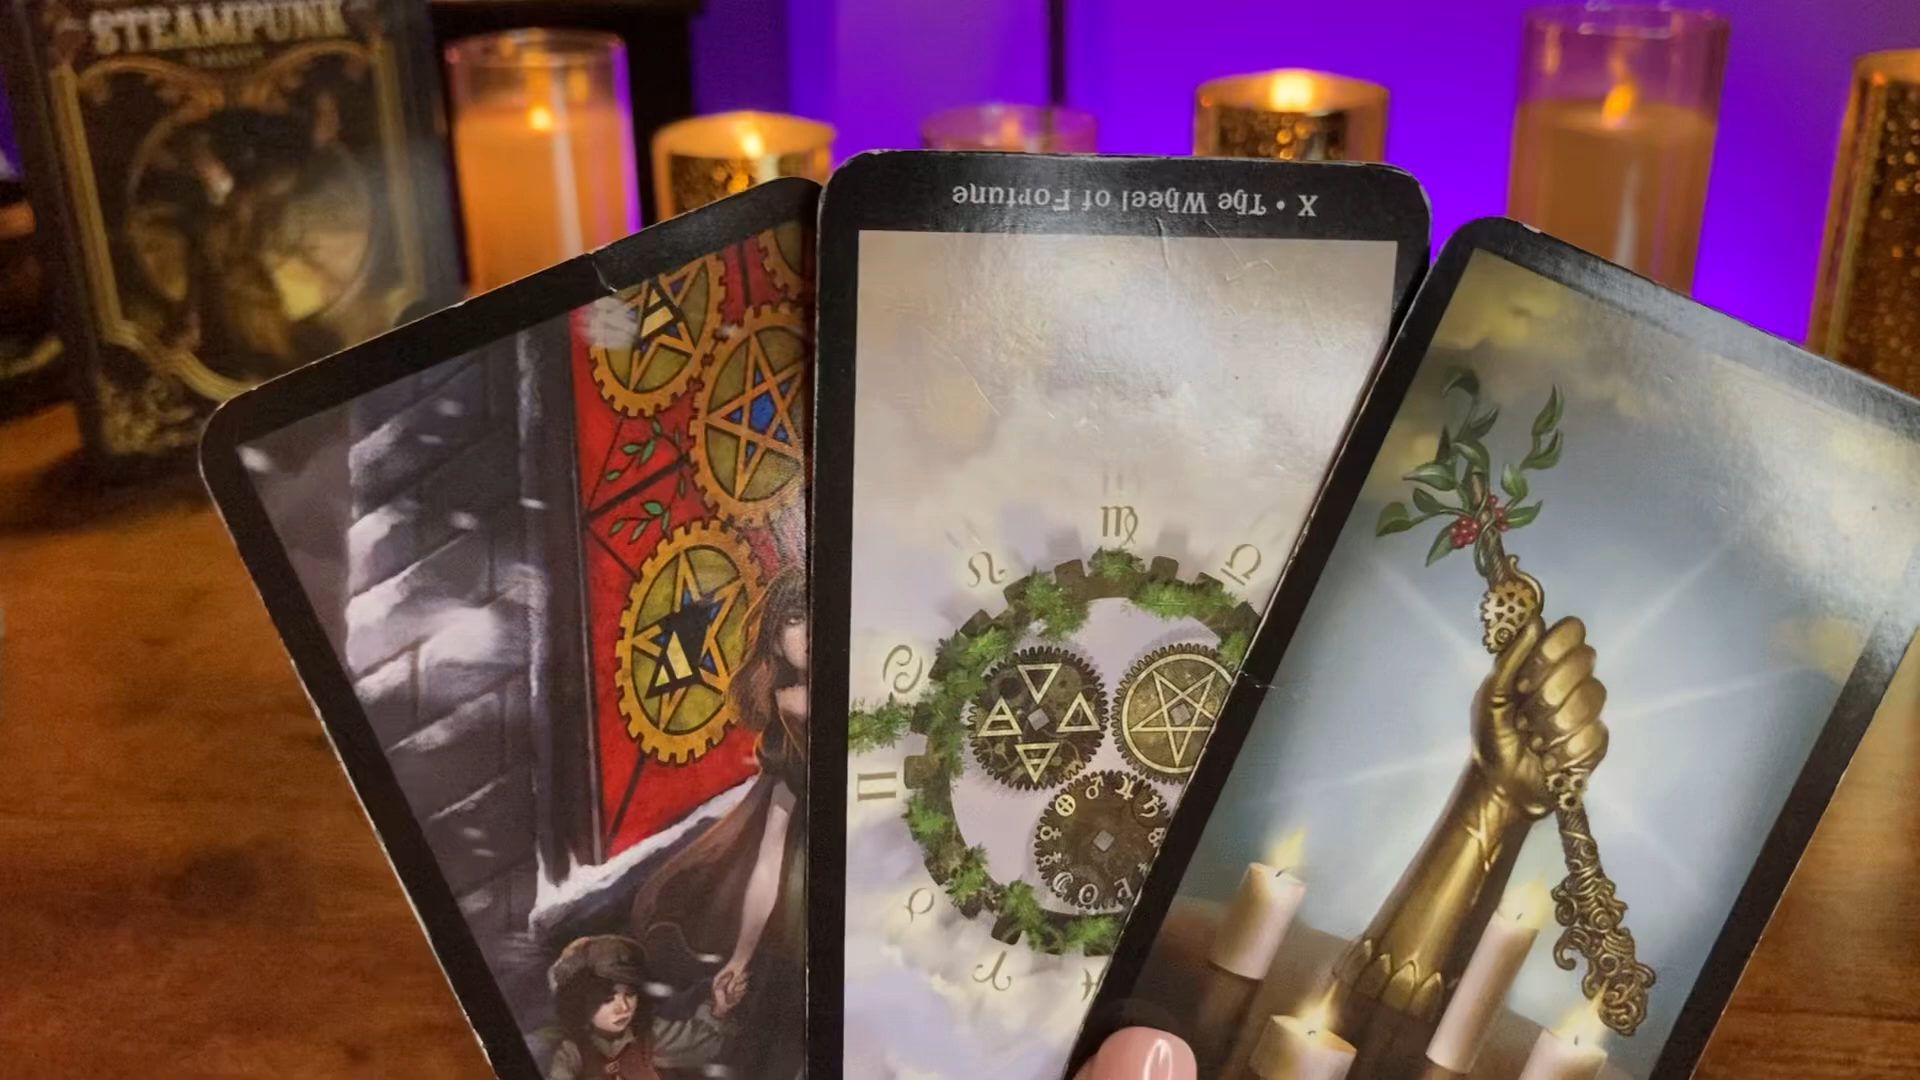 STEAMPUNK
X • The Wheel of Fortune